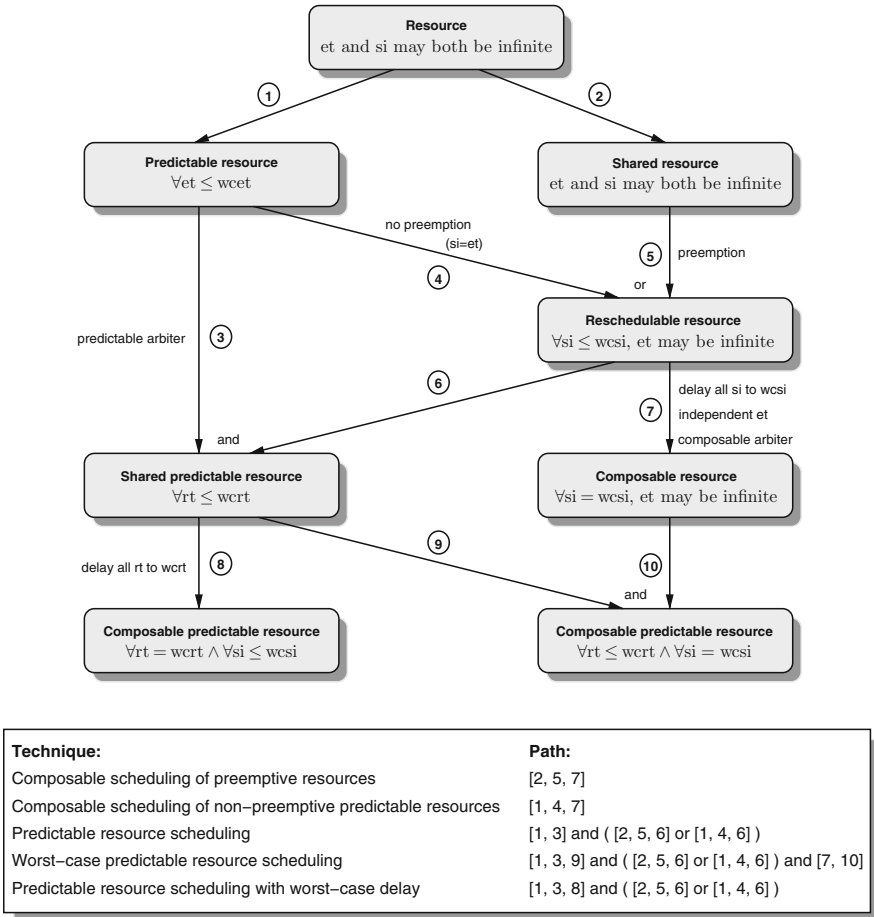 Resource
et and si may both be infinite
1
2
Predictable resource
∀et ≤ wcet
Shared resource
et and si may both be infinite
no preemption
(si=et)
4
5
preemption
or
predictable arbiter
3
Reschedulable resource
∀si ≤ wcsi, et may be infinite
6
7
delay all si to wcsi
independent et
composable arbiter
and
Shared predictable resource
∀rt ≤ wcrt
Composable resource
∀si = wcsi, et may be infinite
delay all rt to wcrt
8
9
10
and
Composable predictable resource
∀rt = wcrt ∧ ∀si ≤ wcsi
Composable predictable resource
∀rt ≤ wcrt ∧ ∀si = wcsi
Technique: Path:
Composable scheduling of preemptive resources [2, 5, 7]
Composable scheduling of non−preemptive predictable resources [1, 4, 7]
Predictable resource scheduling [1, 3] and ( [2, 5, 6] or [1, 4, 6] )
Worst−case predictable resource scheduling [1, 3, 9] and ( [2, 5, 6] or [1, 4, 6] ) and [7, 10]
Predictable resource scheduling with worst−case delay [1, 3, 8] and ( [2, 5, 6] or [1, 4, 6] )